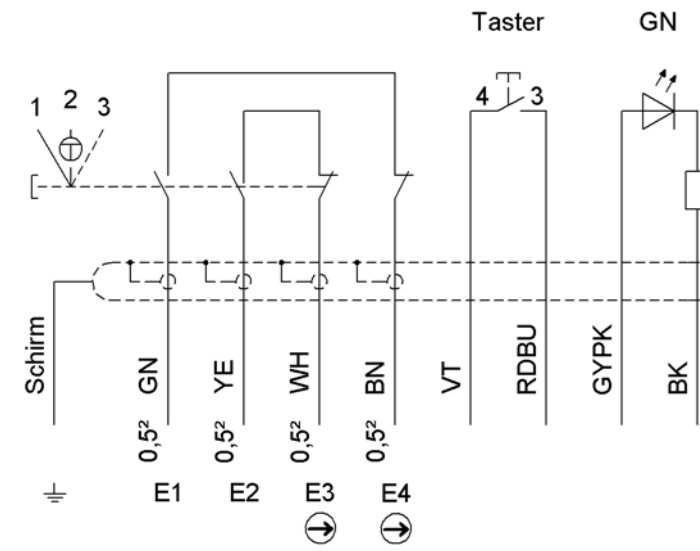 Taster GN
1 2 3
4 3
Schirm GN YE WH BN VT RDBU GYPK BK
0,5² 0,5² 0,5² 0,5²
E1 E2 E3 E4